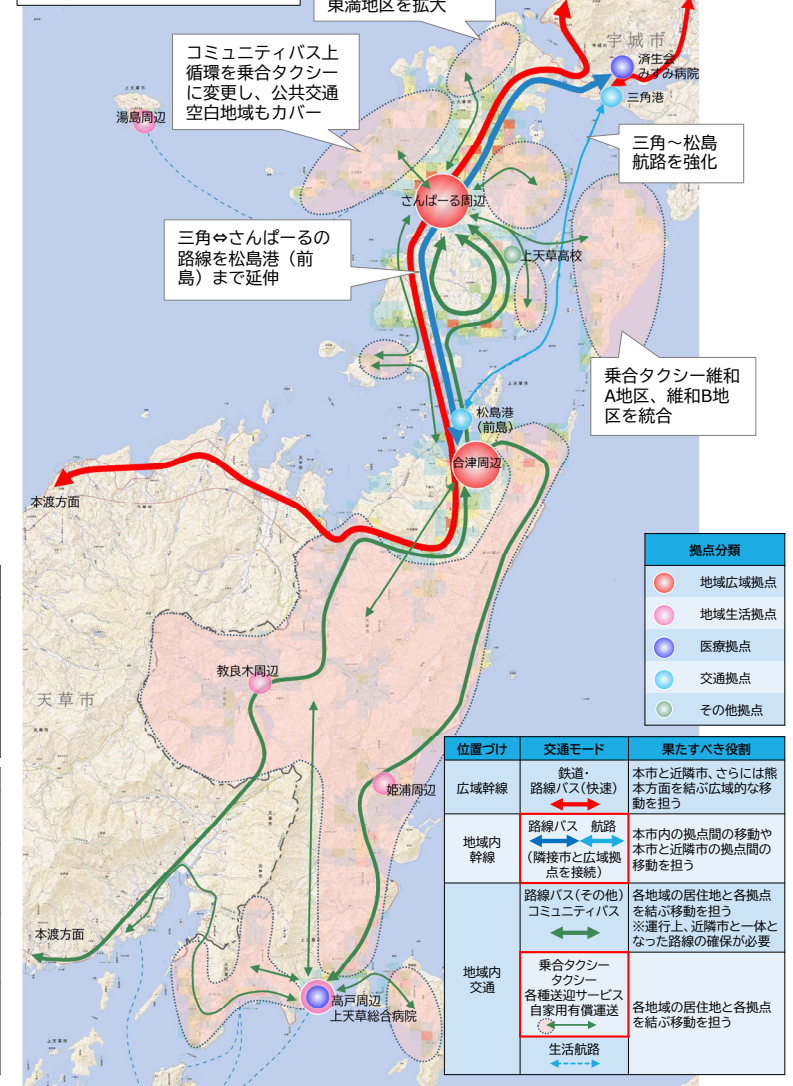 東満地区を拡大
宇城市
コミュニティバス上
循環を乗合タクシー
に変更し、公共交通
空白地域もカバー
済生会
みすみ病院
三角港
湯島周辺
三角～松島
航路を強化
さんぱーる周辺
三角⇔さんぱーるの
路線を松島港（前
島）まで延伸
上天草高校
乗合タクシー維和
A地区、維和B地
区を統合
松島港
（前島）
合津周辺
本渡方面
拠点分類
地域広域拠点
地域生活拠点
医療拠点
交通拠点
その他拠点
教良木周辺
天草市
姫浦周辺
本渡方面
高戸周辺
上天草総合病院
位置づけ
交通モード
果たすべき役割
広域幹線
鉄道・
路線バス(快速)
本市と近隣市、さらには熊
本方面を結ぶ広域的な移
動を担う
地域内
幹線
路線バス 航路
(隣接市と広域拠
点を接続)
本市内の拠点間の移動や
本市と近隣市の拠点間の
移動を担う
地域内
交通
路線バス(その他)
コミュニティバス
各地域の居住地と各拠点
を結ぶ移動を担う
※運行上、近隣市と一体と
なった路線の確保が必要
乗合タクシー
タクシー
各種送迎サービス
自家用有償運送
各地域の居住地と各拠点
を結ぶ移動を担う
生活航路